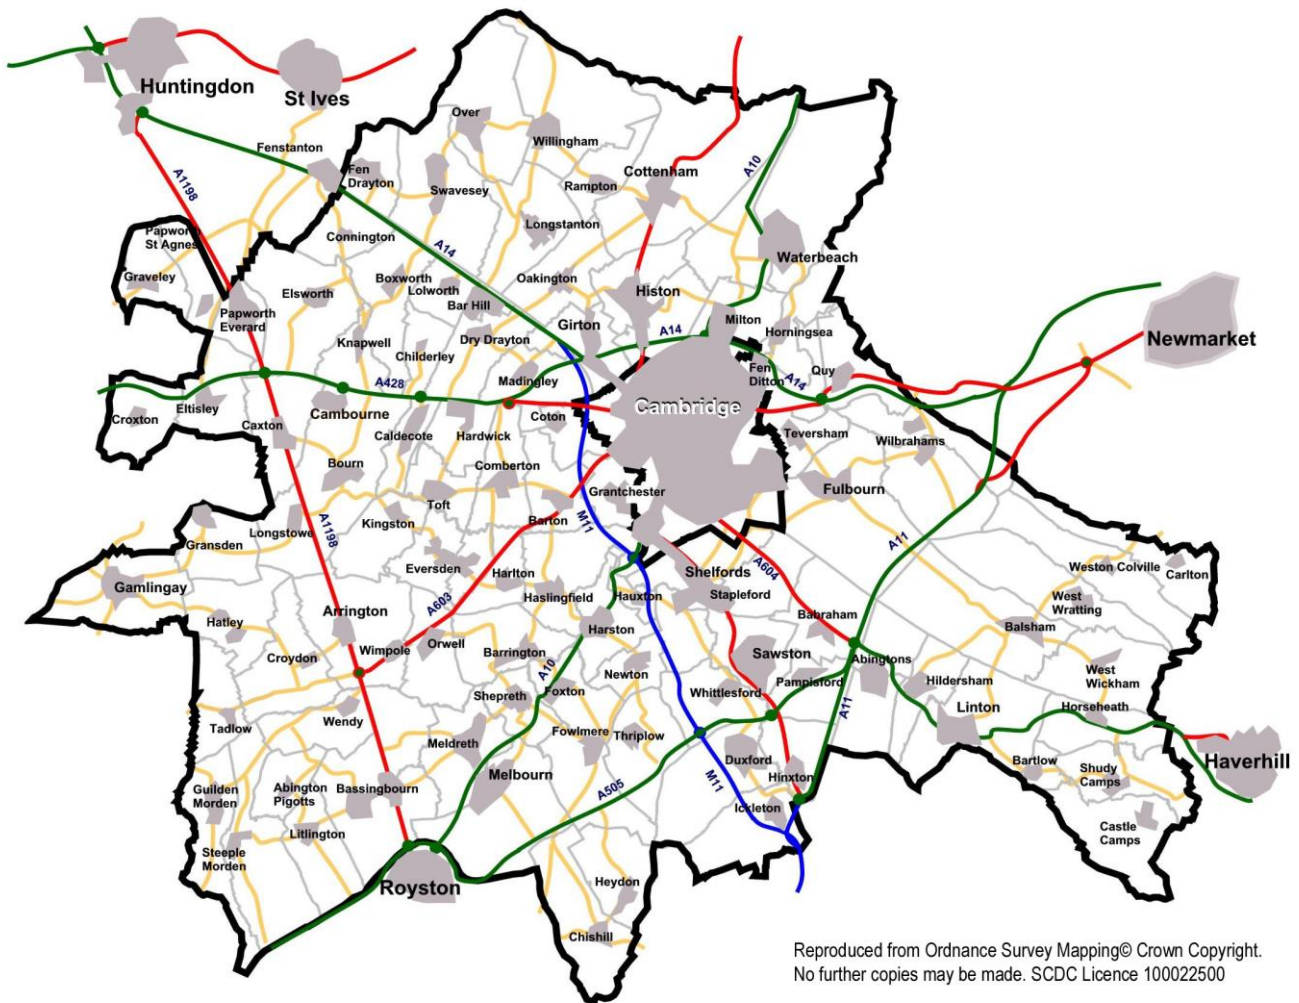 Huntingdon
St Ives
Over
Willingham
Fenstanton
Fen
Drayton
Swavesey
Rampton
Cottenham
A10
A1198
Papworth
St Agnes
Connington
Longstanton
A14
Waterbeach
Graveley
Elsworth
Boxworth
Lolworth
Bar Hill
Oakington
Histon
Papworth
Everard
Girton
A14
Milton
Horningsea
Newmarket
Knapwell
Childerley
Dry Drayton
Madingley
Fen
Ditton
A14
Quy
A428
Eltisley
Croxton
Cambourne
Caxton
Caldecote
Hardwick
Coton
Cambridge
Teversham
Wilbrahams
Bourn
Comberton
Toft
Grantchester
Fulbourn
Gransden
Longstowe
A1198
Kingston
Barton
M11
A11
Gamlingay
Eversden
Harlton
Haslingfield
Hauxton
Shelfords
Stapleford
A604
Weston Colville
Carlton
West
Wratting
Hatley
Arrington
A603
Harston
Babraham
Balsham
Croydon
Wimpole
Orwell
Barrington
A10
Newton
Sawston
Pampisford
Abingtons
Hildersham
West
Wickham
Tadlow
Wendy
Shepreth
Foxton
Whittlesford
A11
Linton
Horseheath
Meldreth
Fowlmere
Thriplow
Duxford
Hinxton
Bartlow
Shudy
Camps
Haverhill
Guilden
Morden
Abington
Pigotts
Bassingbourn
Melbourn
A505
M11
Ickleton
Litlington
Castle
Camps
Steeple
Morden
Royston
Heydon
Chishill
Reproduced from Ordnance Survey Mapping© Crown Copyright.
No further copies may be made. SCDC Licence 100022500